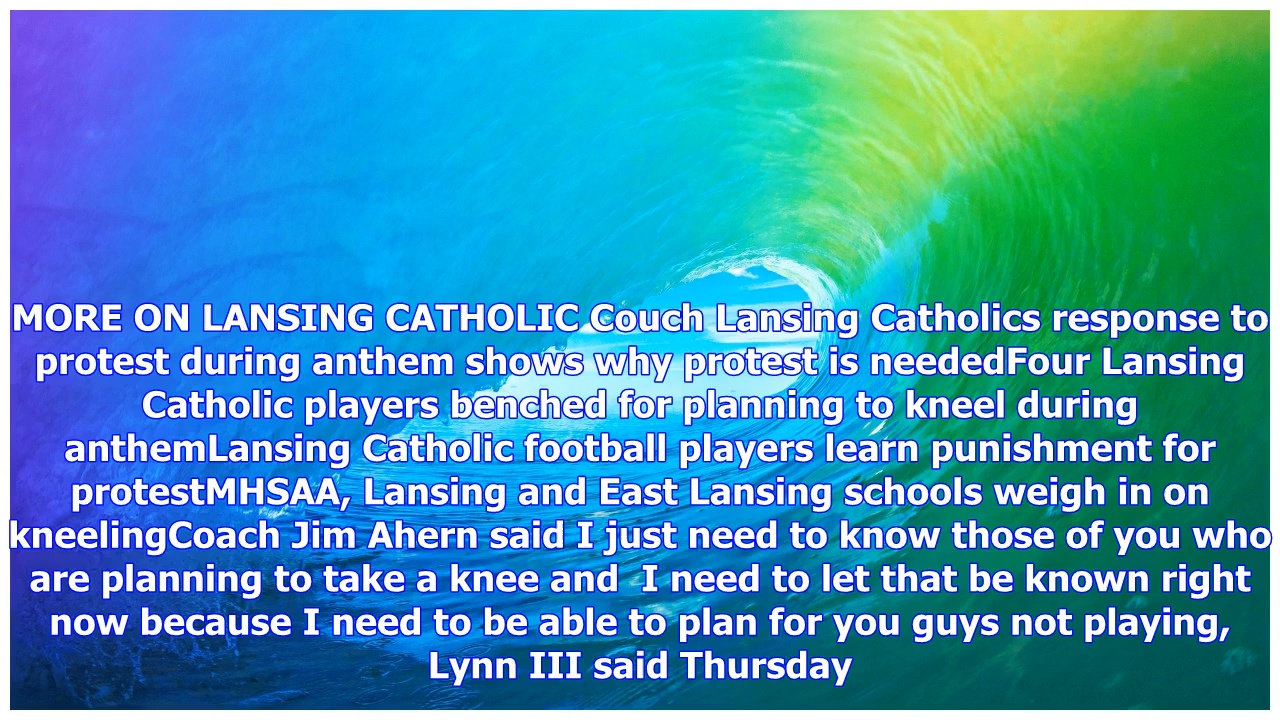 MORE ON LANSING CATHOLIC Couch Lansing Catholics response to
protest during anthem shows why protest is neededFour Lansing
Catholic players benched for planning to kneel during
anthemLansing Catholic football players learn punishment for
protestMHSAA, Lansing and East Lansing schools weigh in on
kneelingCoach Jim Ahern said I just need to know those of you who
are planning to take a knee and  I need to let that be known right
now because I need to be able to plan for you guys not playing,
Lynn III said Thursday